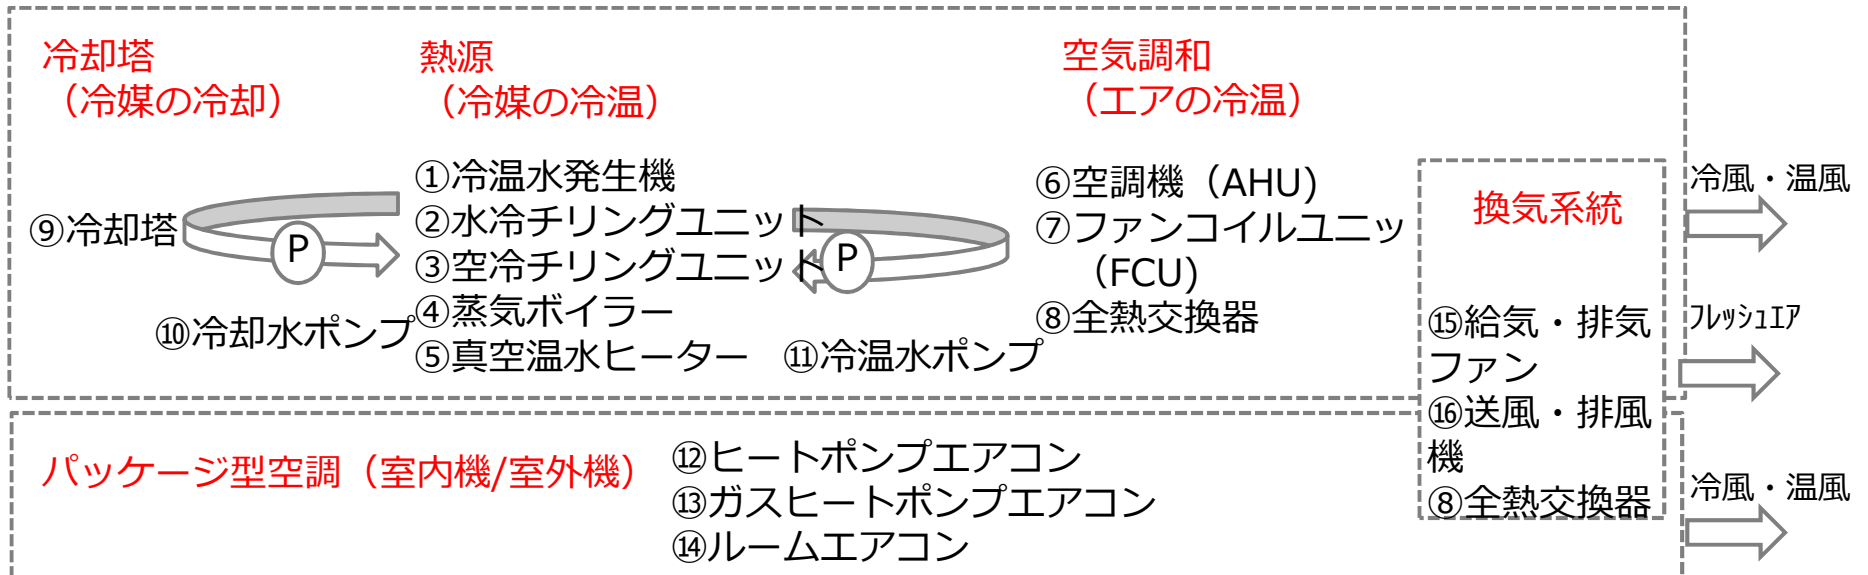 冷却塔
（冷媒の冷却）
熱源
（冷媒の冷温）
空気調和
（エアの冷温）
⑨冷却塔
P
⑩冷却水ポンプ
①冷温水発生機
②水冷チリングユニット
③空冷チリングユニット
④蒸気ボイラー
⑤真空温水ヒーター
P
⑪冷温水ポンプ
⑥空調機（AHU)
⑦ファンコイルユニッ
（FCU)
⑧全熱交換器
換気系統
⑮給気・排気
ファン
⑯送風・排風
機
⑧全熱交換器
冷風・温風
ﾌﾚｯｼｭｴｱ
冷風・温風
パッケージ型空調（室内機/室外機）
⑫ヒートポンプエアコン
⑬ガスヒートポンプエアコン
⑭ルームエアコン